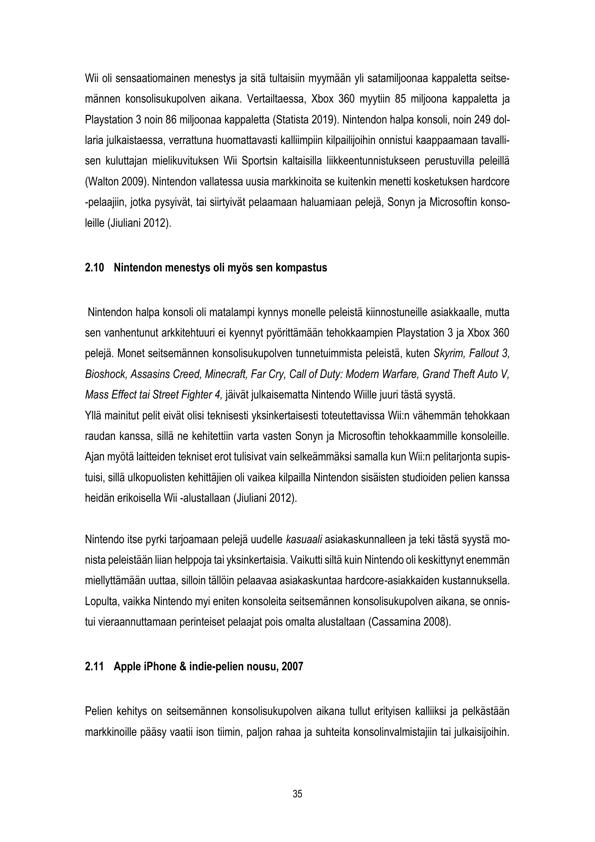 Wii oli sensaatiomainen menestys ja sitä tultaisiin myymään yli satamiljoonaa kappaletta seitse-
männen konsolisukupolven aikana. Vertailtaessa, Xbox 360 myytiin 85 miljoona kappaletta ja
Playstation 3 noin 86 miljoonaa kappaletta (Statista 2019). Nintendon halpa konsoli, noin 249 dol-
laria julkaistaessa, verrattuna huomattavasti kalliimpiin kilpailijoihin onnistui kaappaamaan tavalli-
sen kuluttajan mielikuvituksen Wii Sportsin kaltaisilla liikkeentunnistukseen perustuvilla peleillä
(Walton 2009). Nintendon vallatessa uusia markkinoita se kuitenkin menetti kosketuksen hardcore
-pelaajiin, jotka pysyivät, tai siirtyivät pelaamaan haluamiaan pelejä, Sonyn ja Microsoftin konso-
leille (Jiuliani 2012).
2.10 Nintendon menestys oli myös sen kompastus
Nintendon halpa konsoli oli matalampi kynnys monelle peleistä kiinnostuneille asiakkaalle, mutta
sen vanhentunut arkkitehtuuri ei kyennyt pyörittämään tehokkaampien Playstation 3 ja Xbox 360
pelejä. Monet seitsemännen konsolisukupolven tunnetuimmista peleistä, kuten Skyrim, Fallout 3,
Bioshock, Assasins Creed, Minecraft, Far Cry, Call of Duty: Modern Warfare, Grand Theft Auto V,
Mass Effect tai Street Fighter 4, jäivät julkaisematta Nintendo Wiille juuri tästä syystä.
Yllä mainitut pelit eivät olisi teknisesti yksinkertaisesti toteutettavissa Wii:n vähemmän tehokkaan
raudan kanssa, sillä ne kehitettiin varta vasten Sonyn ja Microsoftin tehokkaammille konsoleille.
Ajan myötä laitteiden tekniset erot tulisivat vain selkeämmäksi samalla kun Wii:n pelitarjonta supis-
tuisi, sillä ulkopuolisten kehittäjien oli vaikea kilpailla Nintendon sisäisten studioiden pelien kanssa
heidän erikoisella Wii -alustallaan (Jiuliani 2012).
Nintendo itse pyrki tarjoamaan pelejä uudelle kasuaali asiakaskunnalleen ja teki tästä syystä mo-
nista peleistään liian helppoja tai yksinkertaisia. Vaikutti siltä kuin Nintendo oli keskittynyt enemmän
miellyttämään uuttaa, silloin tällöin pelaavaa asiakaskuntaa hardcore-asiakkaiden kustannuksella.
Lopulta, vaikka Nintendo myi eniten konsoleita seitsemännen konsolisukupolven aikana, se onnis-
tui vieraannuttamaan perinteiset pelaajat pois omalta alustaltaan (Cassamina 2008).
2.11 Apple iPhone & indie-pelien nousu, 2007
Pelien kehitys on seitsemännen konsolisukupolven aikana tullut erityisen kalliiksi ja pelkästään
markkinoille pääsy vaatii ison tiimin, paljon rahaa ja suhteita konsolinvalmistajiin tai julkaisijoihin.
35